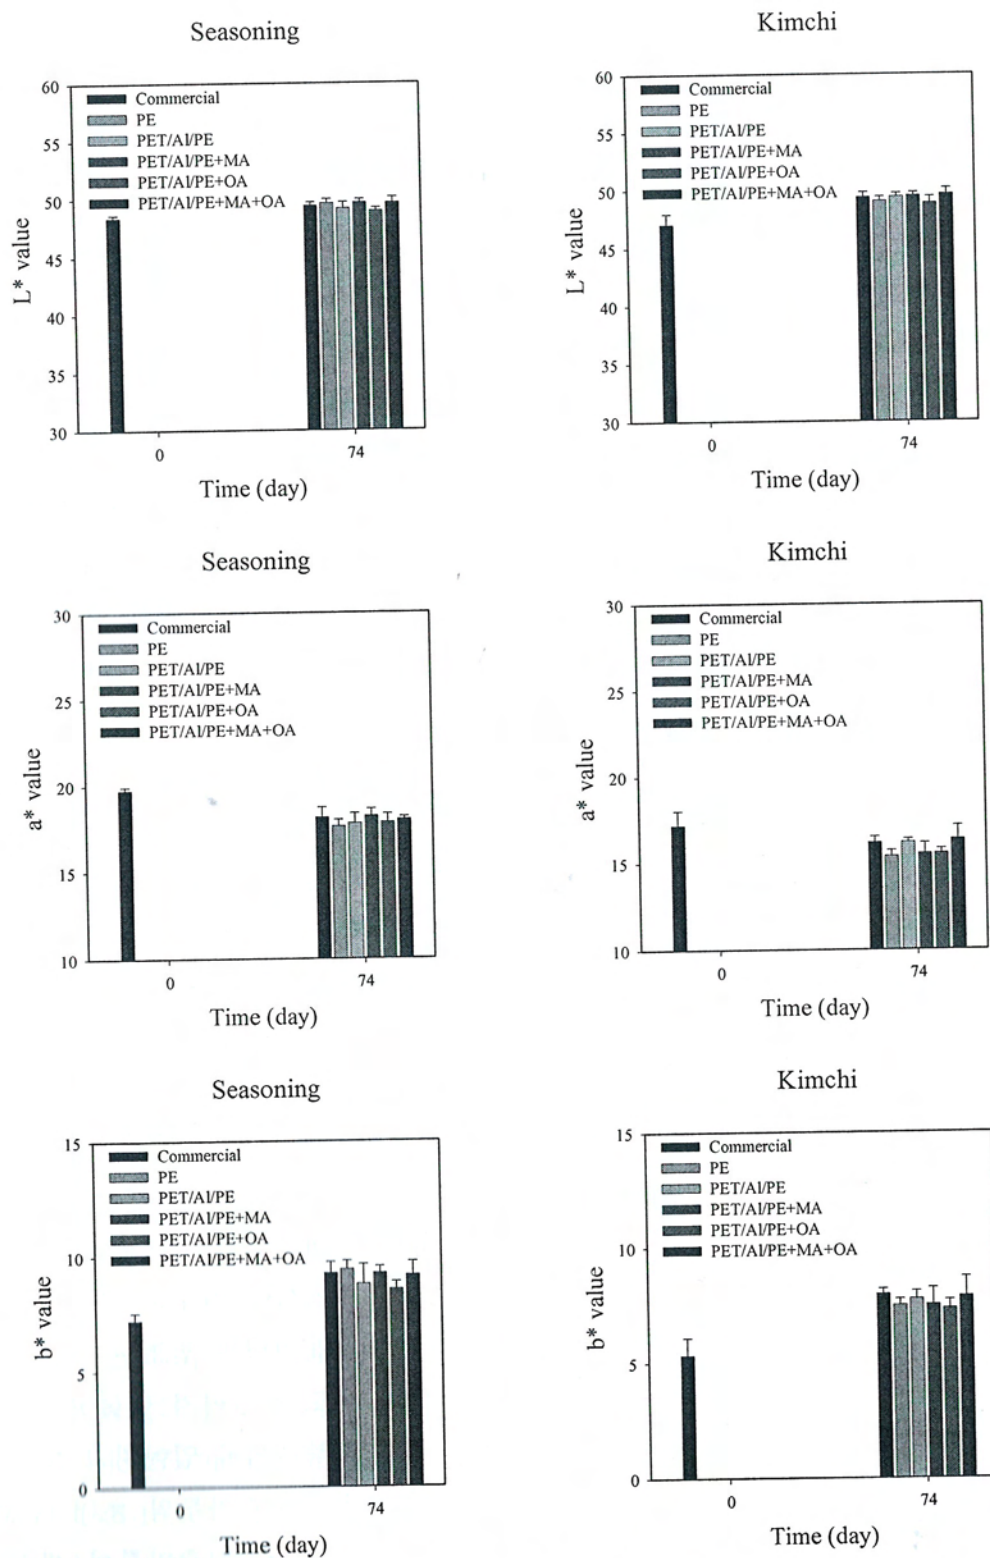 Seasoning
60
55
50
45
40
35
30
L* value
Commercial
PE
PET/Al/PE
PET/Al/PE+MA
PET/Al/PE+OA
PET/Al/PE+MA+OA
0
74
Time (day)
Kimchi
60
55
50
45
40
35
30
L* value
Commercial
PE
PET/Al/PE
PET/Al/PE+MA
PET/Al/PE+OA
PET/Al/PE+MA+OA
0
74
Time (day)
Seasoning
30
25
20
15
10
a* value
Commercial
PE
PET/Al/PE
PET/Al/PE+MA
PET/Al/PE+OA
PET/Al/PE+MA+OA
0
74
Time (day)
Kimchi
30
25
20
15
10
a* value
Commercial
PE
PET/Al/PE
PET/Al/PE+MA
PET/Al/PE+OA
PET/Al/PE+MA+OA
0
74
Time (day)
Seasoning
15
10
5
0
b* value
Commercial
PE
PET/Al/PE
PET/Al/PE+MA
PET/Al/PE+OA
PET/Al/PE+MA+OA
0
74
Time (day)
Kimchi
15
10
5
0
b* value
Commercial
PE
PET/Al/PE
PET/Al/PE+MA
PET/Al/PE+OA
PET/Al/PE+MA+OA
0
74
Time (day)